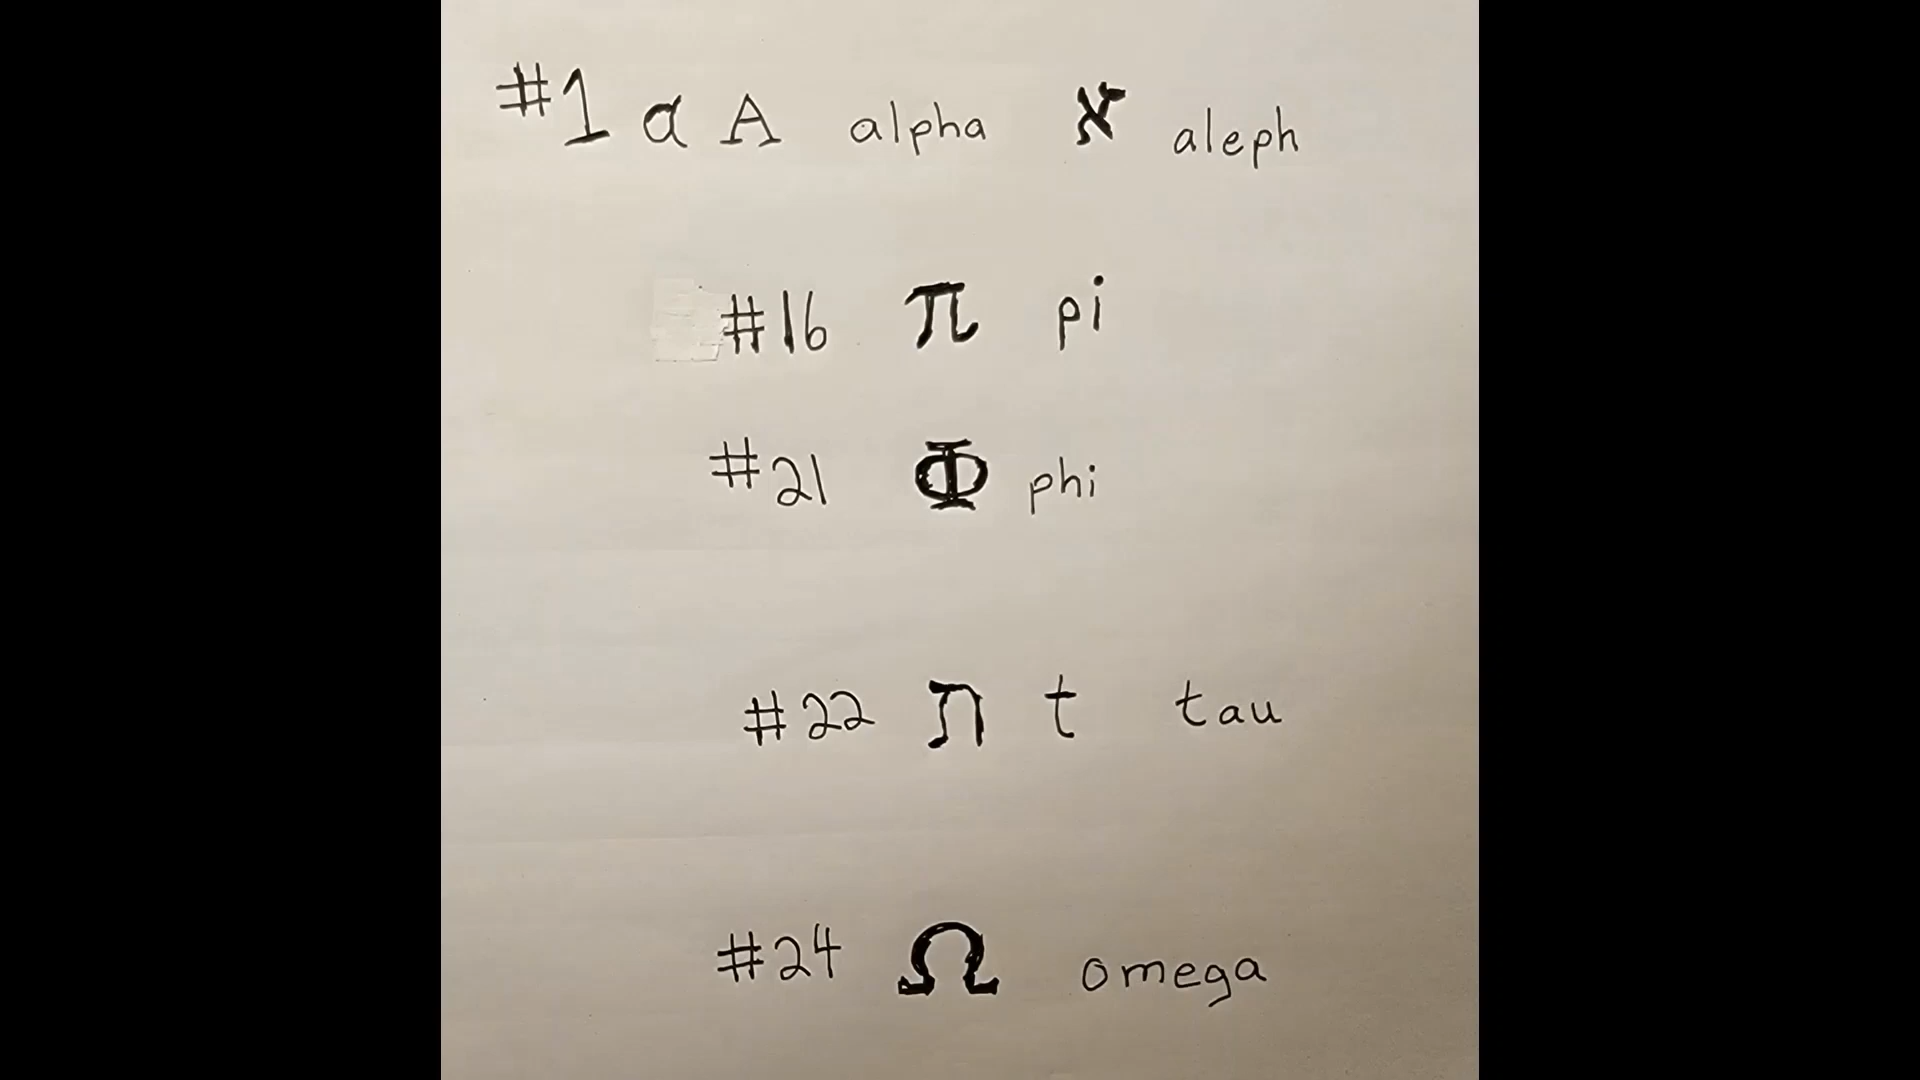 #1 α A alpha א aleph
#16 π pi
#21 Φ phi
#22 ת t tau
#24 Ω omega